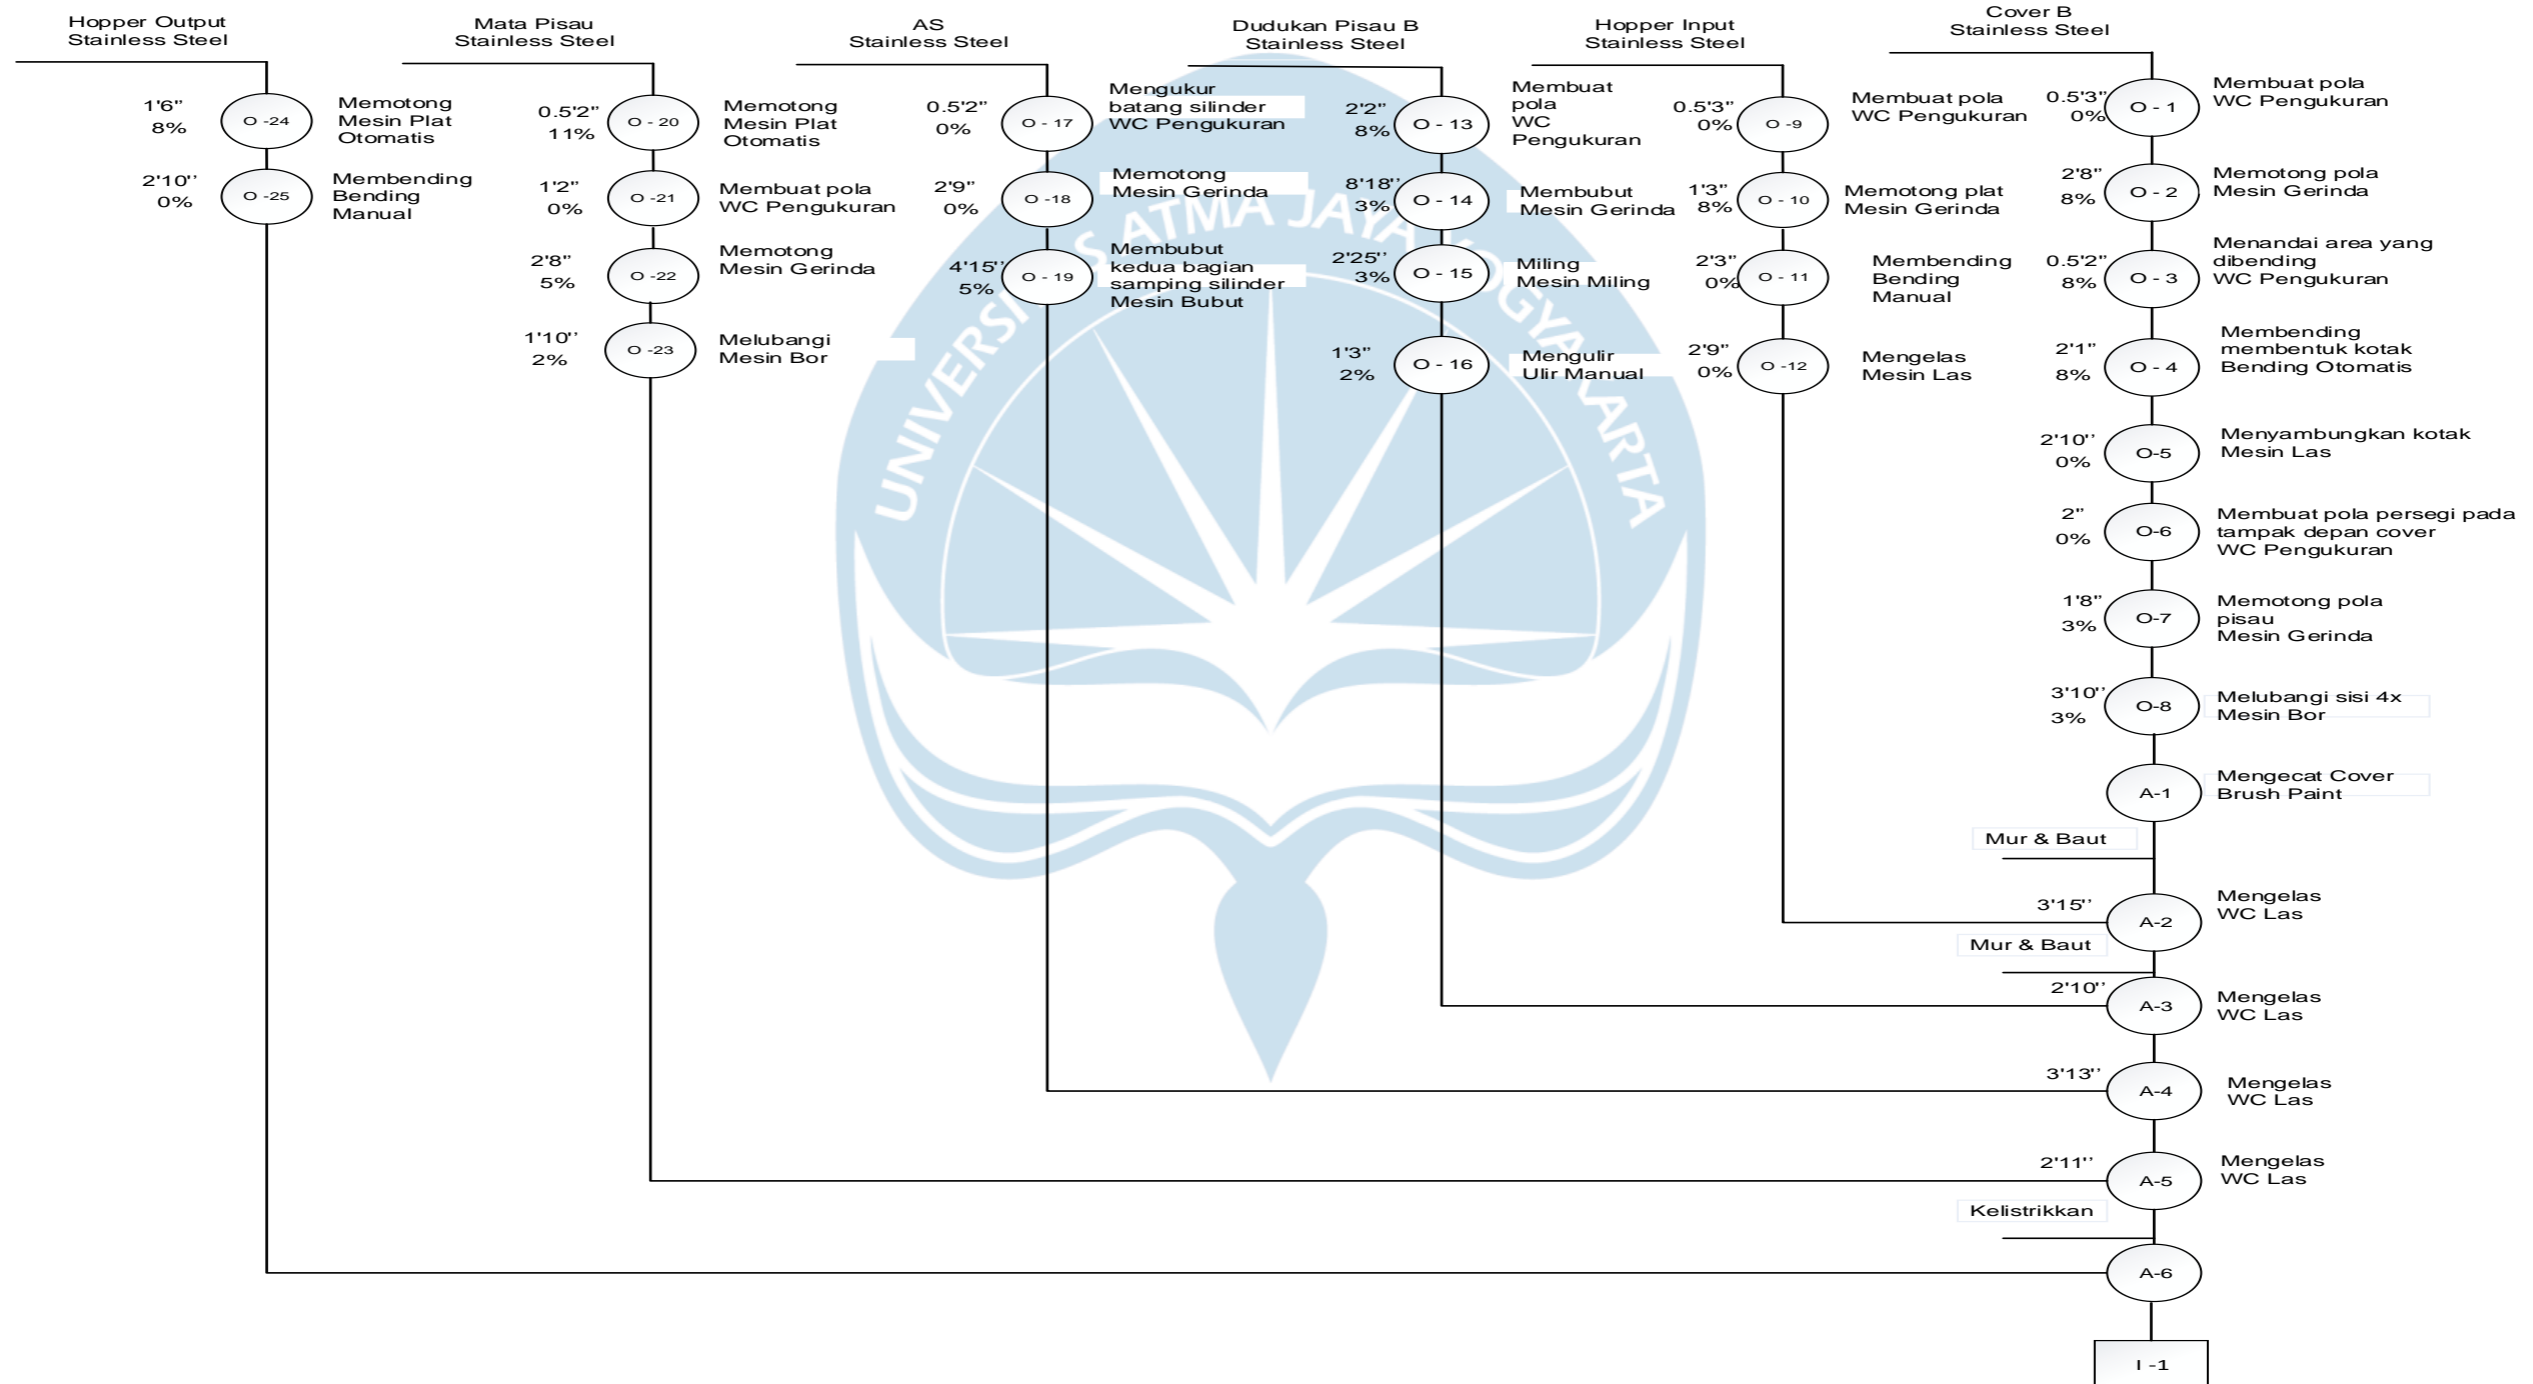 Hopper Output
Stainless Steel
1'6"
8%
O -24
Memotong
Mesin Plat
Otomatis
2'10''
0%
O -25
Membending
Bending
Manual
Mata Pisau
Stainless Steel
0.5'2"
11%
O - 20
Memotong
Mesin Plat
Otomatis
1'2"
0%
O -21
Membuat pola
WC Pengukuran
2'8"
5%
O -22
Memotong
Mesin Gerinda
1'10''
2%
O -23
Melubangi
Mesin Bor
AS
Stainless Steel
0.5'2"
0%
O - 17
Mengukur
batang silinder
WC Pengukuran
2'9"
0%
O -18
Memotong
Mesin Gerinda
4'15''
5%
O - 19
Membubut
kedua bagian
samping silinder
Mesin Bubut
Dudukan Pisau B
Stainless Steel
2'2"
8%
O - 13
Membuat
pola
WC
Pengukuran
8'18''
3%
O - 14
Membubut
Mesin Gerinda
2'25''
3%
O - 15
Miling
Mesin Miling
1'3"
2%
O - 16
Mengulir
Ulir Manual
Hopper Input
Stainless Steel
0.5'3"
0%
O -9
Membuat pola
WC Pengukuran
1'3"
8%
O - 10
Memotong plat
Mesin Gerinda
2'3"
0%
O - 11
Membending
Bending
Manual
2'9"
0%
O -12
Mengelas
Mesin Las
Cover B
Stainless Steel
0.5'3"
0%
O - 1
Membuat pola
WC Pengukuran
2'8"
8%
O - 2
Memotong pola
Mesin Gerinda
0.5'2"
8%
O - 3
Menandai area yang
dibending
WC Pengukuran
2'1"
8%
O - 4
Membending
membentuk kotak
Bending Otomatis
2'10''
0%
O-5
Menyambungkan kotak
Mesin Las
2"
0%
O-6
Membuat pola persegi pada
tampak depan cover
WC Pengukuran
1'8"
3%
O-7
Memotong pola
pisau
Mesin Gerinda
3'10''
3%
O-8
Melubangi sisi 4x
Mesin Bor
A-1
Mengecat Cover
Brush Paint
Mur & Baut
3'15''
A-2
Mengelas
WC Las
Mur & Baut
2'10''
A-3
Mengelas
WC Las
3'13''
A-4
Mengelas
WC Las
2'11''
A-5
Mengelas
WC Las
Kelistrikkan
A-6
I -1
S ATMA JAYA YOGYAKARTA
UNIVERSI